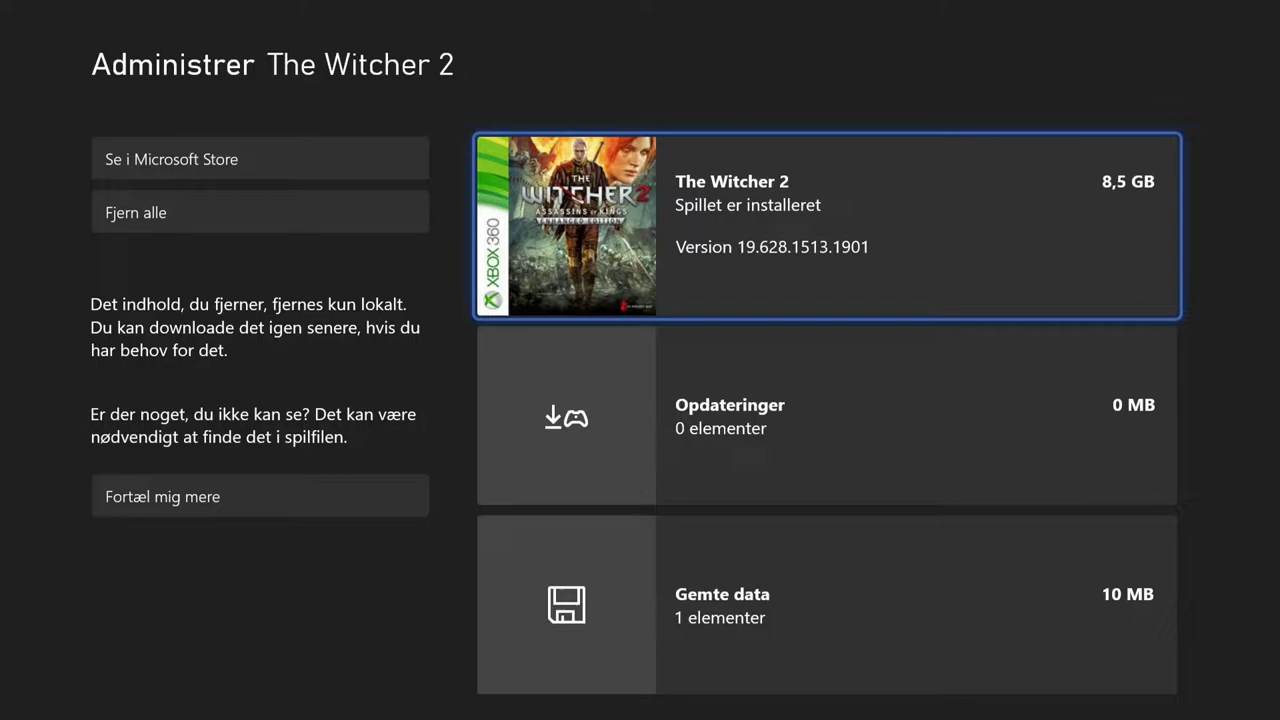 Administrer The Witcher 2
Se i Microsoft Store
Fjern alle
Det indhold, du fjerner, fjernes kun lokalt.
Du kan downloade det igen senere, hvis du
har behov for det.
Er der noget, du ikke kan se? Det kan være
nødvendigt at finde det i spilfilen.
Fortæl mig mere
XBOX 360
THE
WITCHER 2
ASSASSINS OF KINGS
ENHANCED EDITION
The Witcher 2 8,5 GB
Spillet er installeret
Version 19.628.1513.1901
Opdateringer 0 MB
0 elementer
Gemte data 10 MB
1 elementer